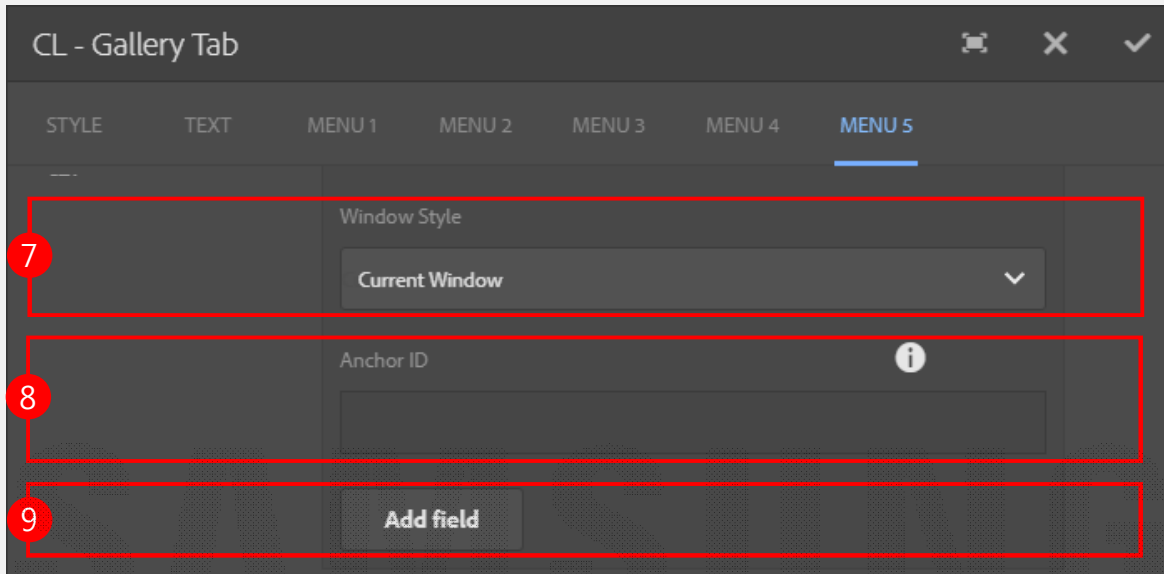 CL - Gallery Tab
STYLE TEXT MENU 1 MENU 2 MENU 3 MENU 4 MENU 5
7
Window Style
Current Window
8
Anchor ID
9
Add field